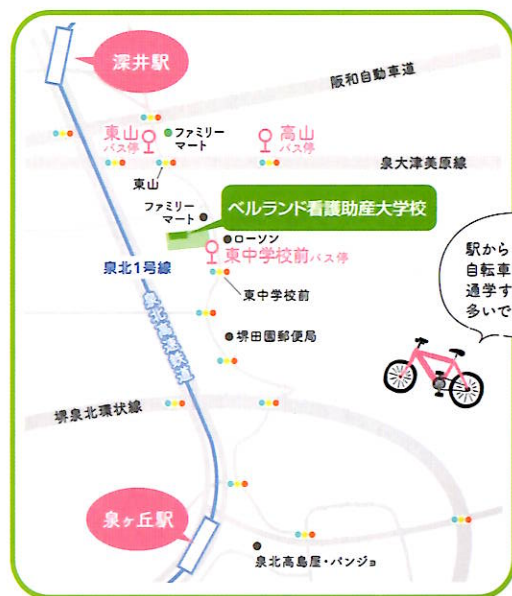 深井駅
阪和自動車道
東山
バス停
ファミリー
マート
高山
バス停
泉大津美原線
東山
ファミリー
マート
ベルランド看護助産大学校
ローソン
東中学校前バス停
泉北1号線
東中学校前
駅から
自転車
通学す
多いで
泉北高速鉄道
堺田園郵便局
堺泉北環状線
泉ヶ丘駅
泉北高島屋・パンジョ